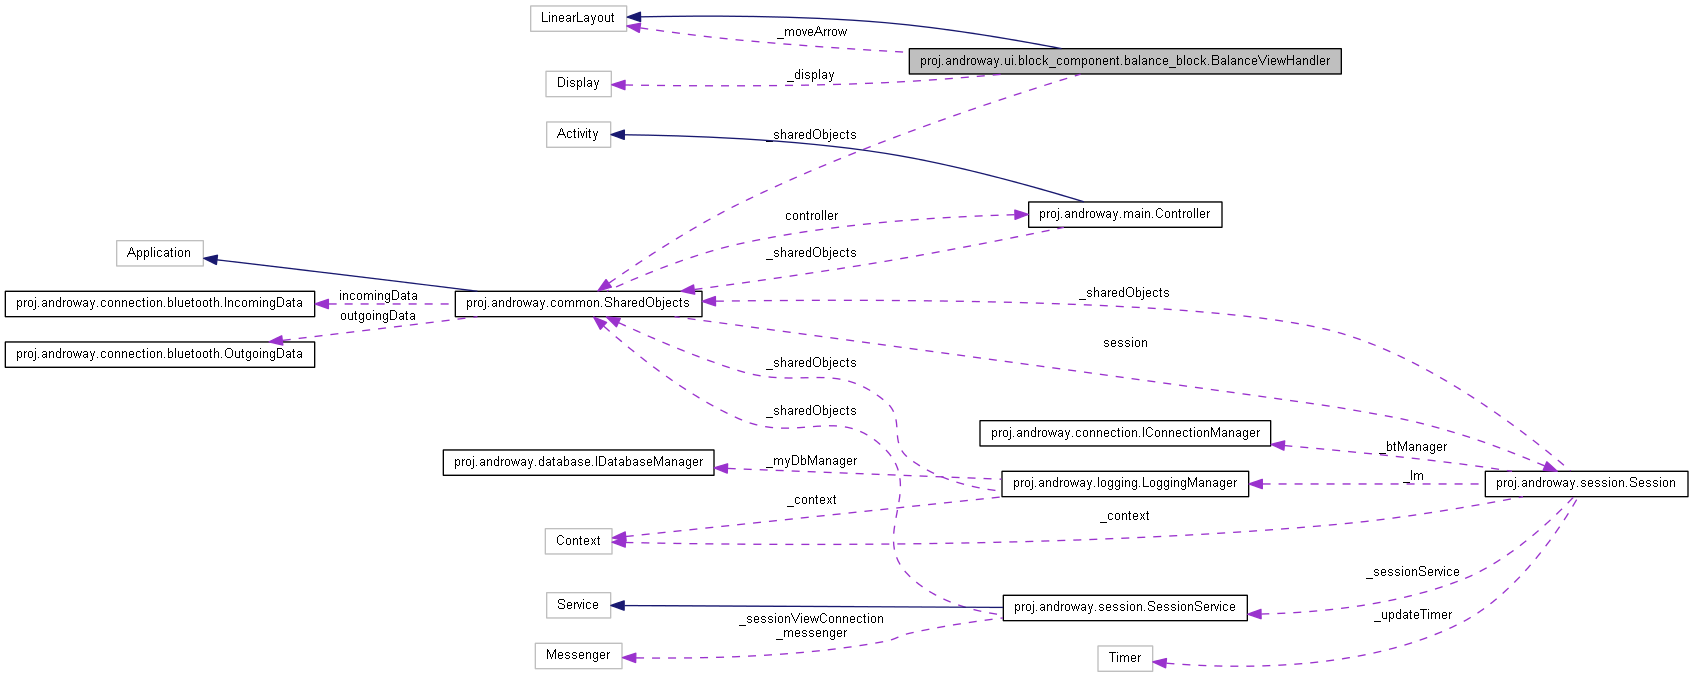 LinearLayout
_moveArrow
proj.androway.ui.block_component.balance_block.BalanceViewHandler
_display
Display
_sharedObjects
Activity
controller
proj.androway.main.Controller
_sharedObjects
Application
incomingData
_sharedObjects
proj.androway.connection.bluetooth.IncomingData
proj.androway.common.SharedObjects
outgoingData
session
proj.androway.connection.bluetooth.OutgoingData
_sharedObjects
_sharedObjects
proj.androway.connection.IConnectionManager
_btManager
proj.androway.database.IDatabaseManager
_myDbManager
_lm
proj.androway.logging.LoggingManager
proj.androway.session.Session
_context
_context
Context
_sessionService
Service
proj.androway.session.SessionService
_updateTimer
_sessionViewConnection
_messenger
Messenger
Timer